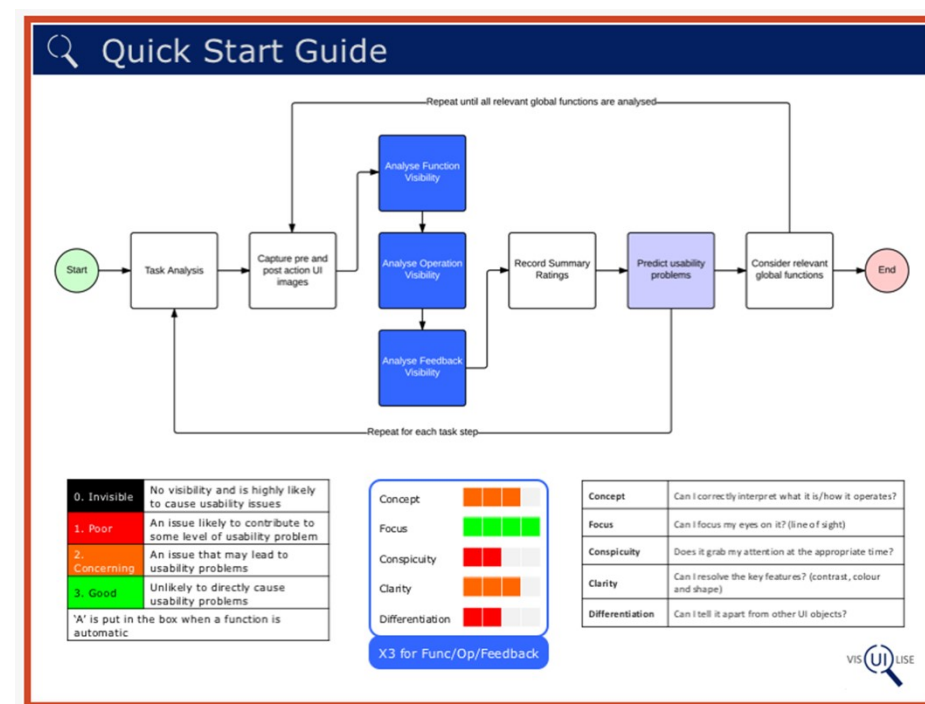 Quick Start Guide
Repeat until all relevant global functions are analysed
Analyse Function
Visibility
Start
Task Analysis
Capture pre and
post action UI
images
Analyse Operation
Visibility
Record Summary
Ratings
Predict usability
problems
Consider relevant
global functions
End
Analyse Feedback
Visibility
Repeat for each task step
0. Invisible
No visibility and is highly likely
to cause usability issues
1. Poor
An issue likely to contribute to
some level of usability problem
2.
Concerning
An issue that may lead to
usability problems
3. Good
Unlikely to directly cause
usability problems
'A' is put in the box when a function is
automatic
Concept
Focus
Conspicuity
Clarity
Differentiation
X3 for Func/Op/Feedback
Concept
Can I correctly interpret what it is/how it operates?
Focus
Can I focus my eyes on it? (line of sight)
Conspicuity
Does it grab my attention at the appropriate time?
Clarity
Can I resolve the key features? (contrast, colour
and shape)
Differentiation
Can I tell it apart from other UI objects?
VIS UI LISE